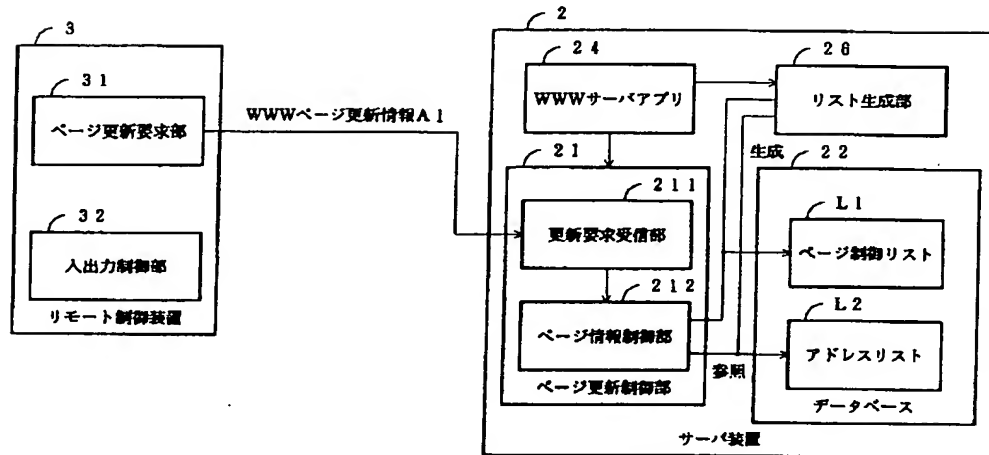 3
31
ページ更新要求部
32
入出力制御部
リモート制御装置
WWWページ更新情報A1
2
24
WWWサーバアプリ
26
リスト生成部
生成
21
211
更新要求受信部
212
ページ情報制御部
ページ更新制御部
参照
22
L1
ページ制御リスト
L2
アドレスリスト
データベース
サーバ装置